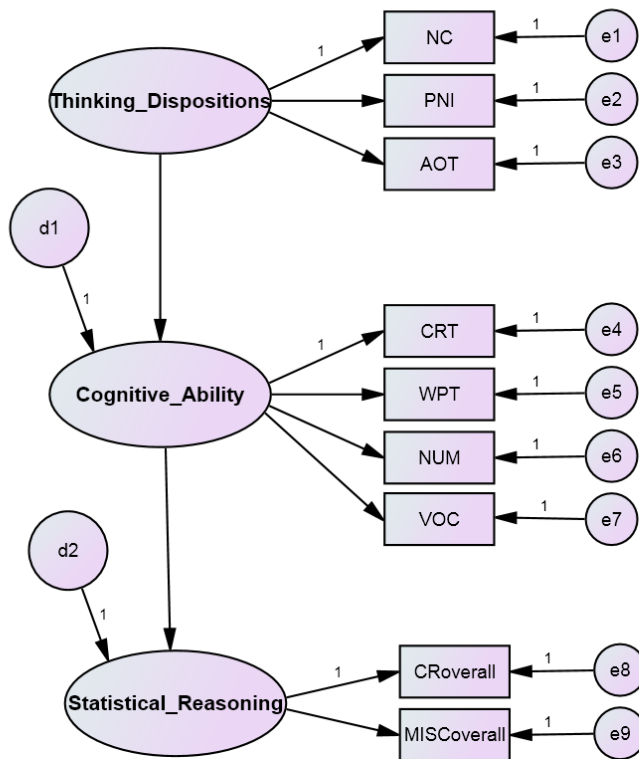 1
NC
1
e1
Thinking_Dispositions
PNI
1
e2
AOT
1
e3
d1
1
1
CRT
1
e4
Cognitive_Ability
WPT
1
e5
NUM
1
e6
VOC
1
e7
d2
1
1
CRoverall
1
e8
Statistical_Reasoning
MISCoverall
1
e9